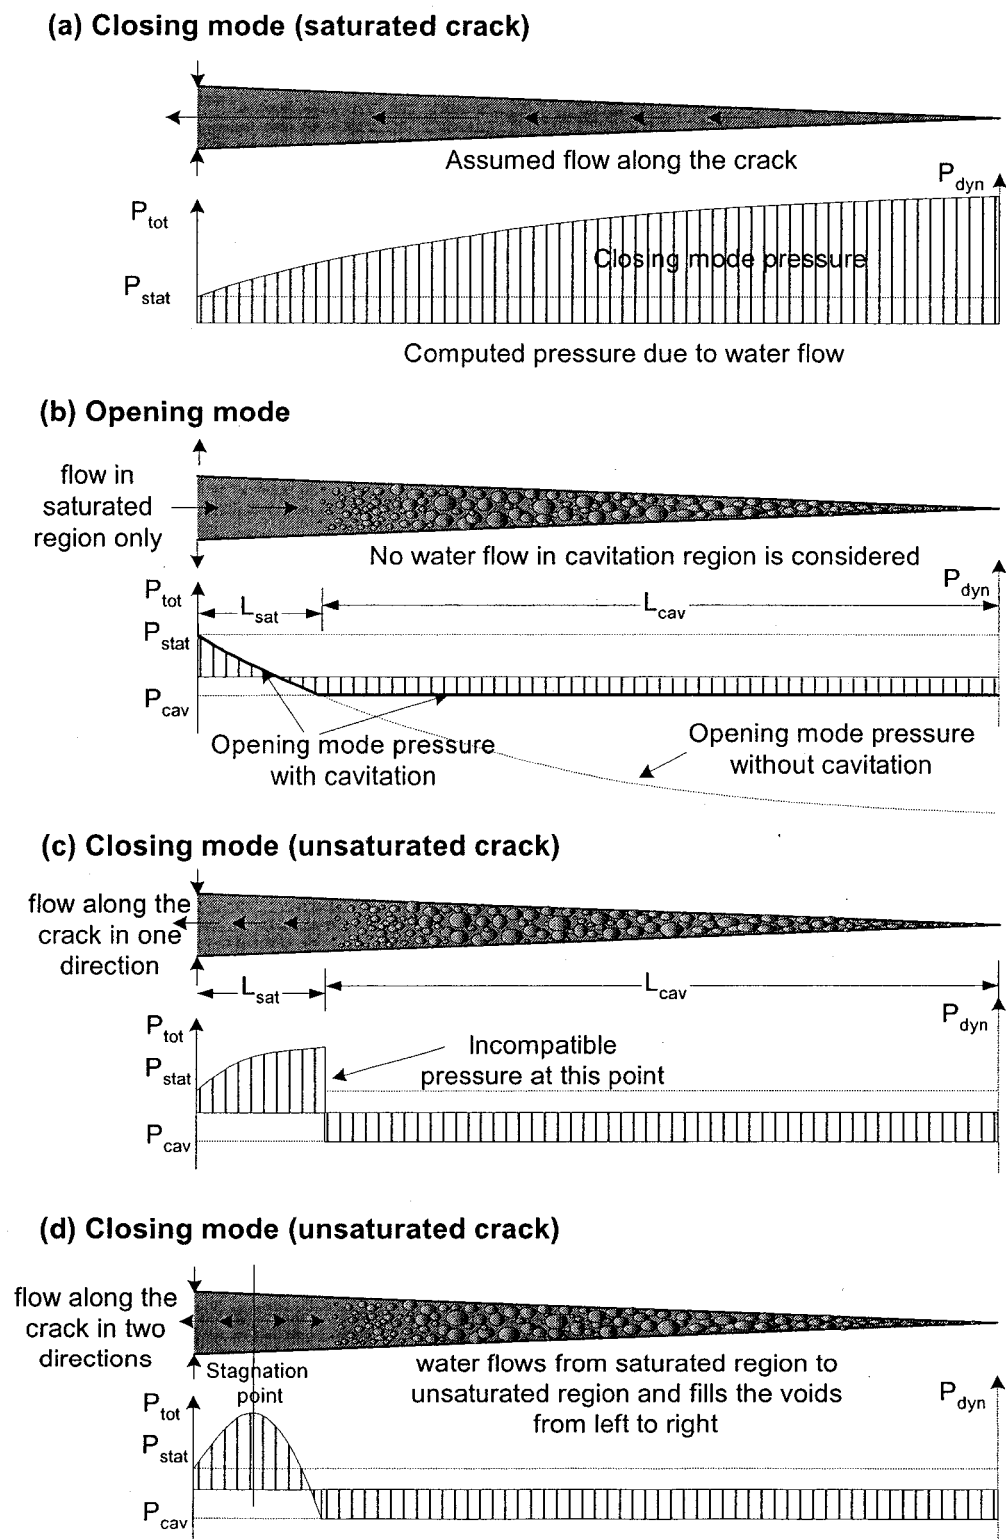 (a) Closing mode (saturated crack)
Assumed flow along the crack
P_dyn
P_tot
Closing mode pressure
P_stat
Computed pressure due to water flow
(b) Opening mode
flow in
saturated
region only
No water flow in cavitation region is considered
P_tot
P_dyn
L_sat
L_cav
P_stat
P_cav
Opening mode pressure
with cavitation
Opening mode pressure
without cavitation
(c) Closing mode (unsaturated crack)
flow along the
crack in one
direction
L_sat
L_cav
P_tot
P_dyn
Incompatible
pressure at this point
P_stat
P_cav
(d) Closing mode (unsaturated crack)
flow along the
crack in two
directions
Stagnation
point
water flows from saturated region to
unsaturated region and fills the voids
from left to right
P_tot
P_dyn
P_stat
P_cav